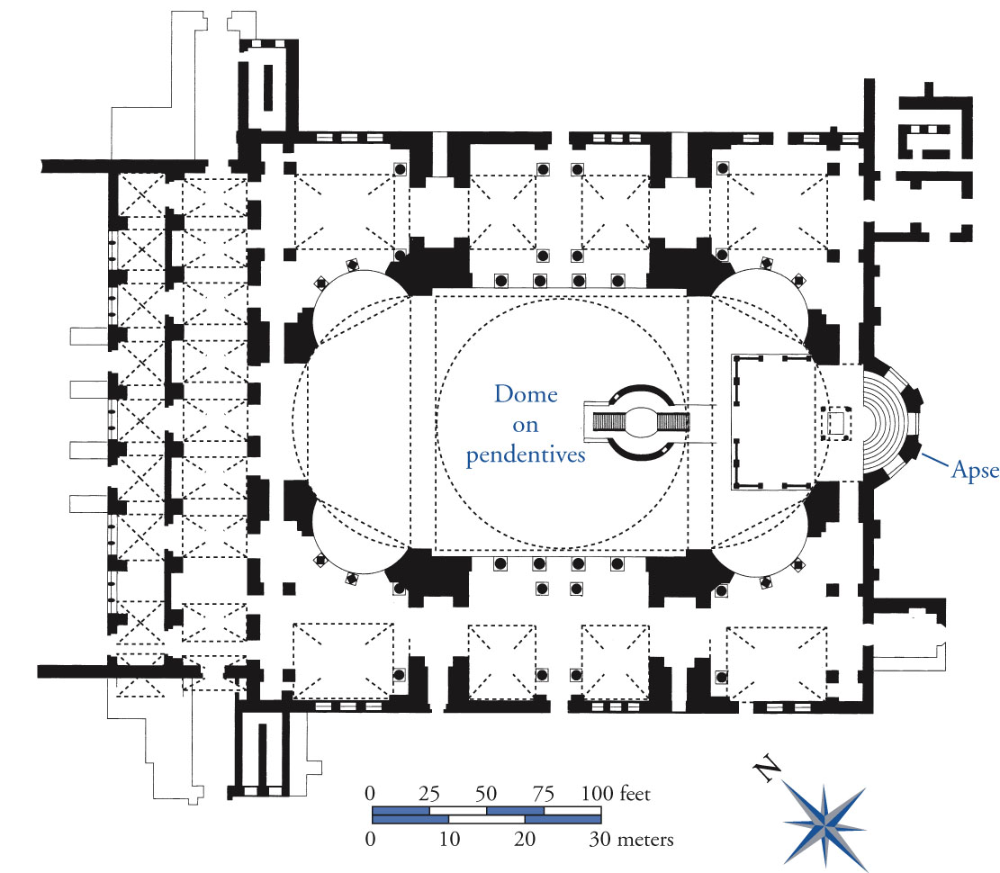 Dome
on
pendentives
Apse
N
0 25 50 75 100 feet
0 10 20 30 meters